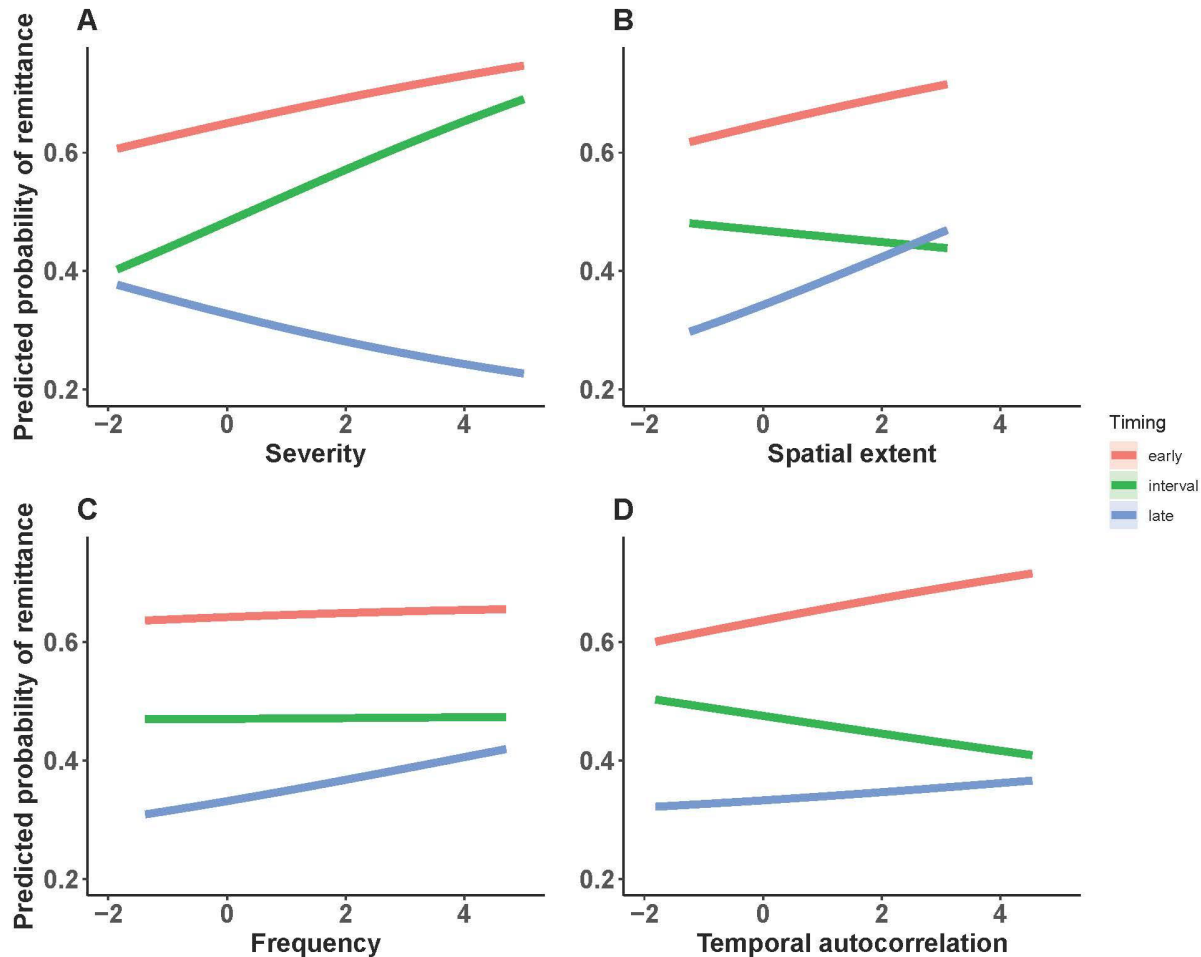 A
B
Predicted probability of remittance
0.6
0.4
0.2
−2
0
2
4
Severity
0.6
0.4
0.2
−2
0
2
4
Spatial extent
Timing
early
interval
late
C
D
Predicted probability of remittance
0.6
0.4
0.2
−2
0
2
4
Frequency
0.6
0.4
0.2
−2
0
2
4
Temporal autocorrelation